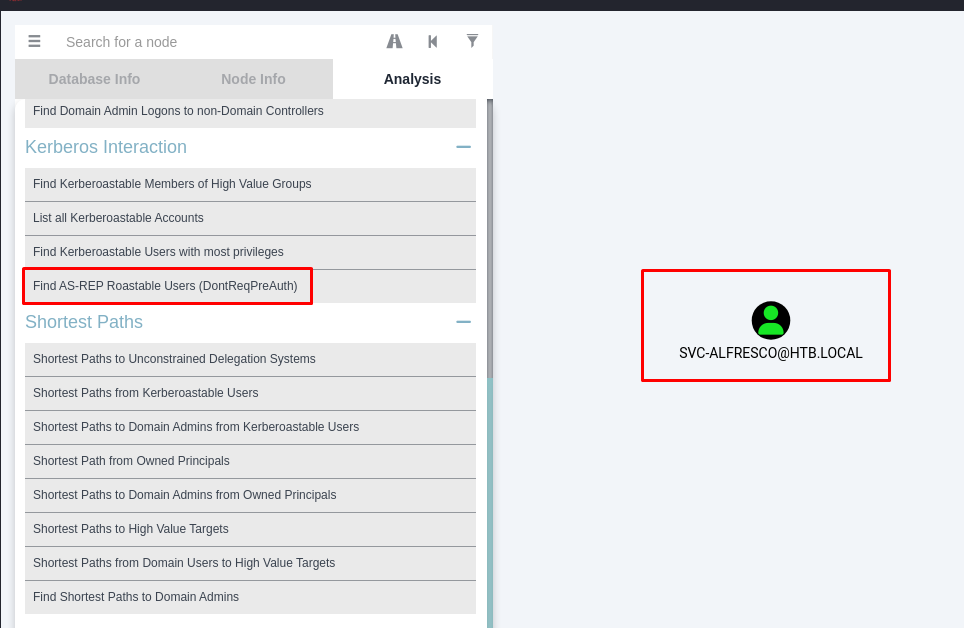 Search for a node
Database Info
Node Info
Analysis
Find Domain Admin Logons to non-Domain Controllers
Kerberos Interaction
Find Kerberoastable Members of High Value Groups
List all Kerberoastable Accounts
Find Kerberoastable Users with most privileges
Find AS-REP Roastable Users (DontReqPreAuth)
Shortest Paths
Shortest Paths to Unconstrained Delegation Systems
Shortest Paths from Kerberoastable Users
Shortest Paths to Domain Admins from Kerberoastable Users
Shortest Path from Owned Principals
Shortest Paths to Domain Admins from Owned Principals
Shortest Paths to High Value Targets
Shortest Paths from Domain Users to High Value Targets
Find Shortest Paths to Domain Admins
SVC-ALFRESCO@HTB.LOCAL